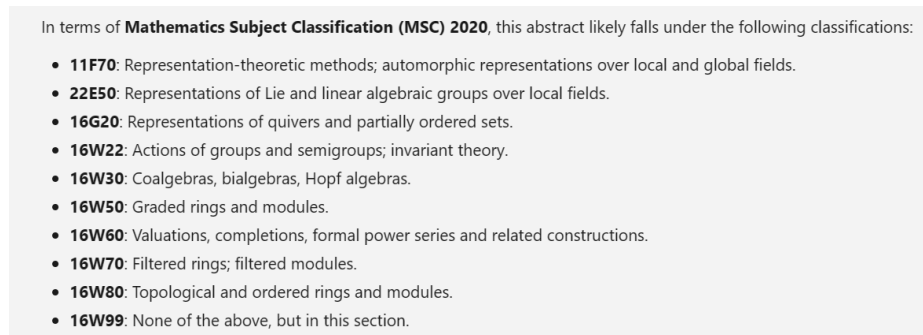 In terms of Mathematics Subject Classification (MSC) 2020, this abstract likely falls under the following classifications:
• 11F70: Representation-theoretic methods; automorphic representations over local and global fields.
• 22E50: Representations of Lie and linear algebraic groups over local fields.
• 16G20: Representations of quivers and partially ordered sets.
• 16W22: Actions of groups and semigroups; invariant theory.
• 16W30: Coalgebras, bialgebras, Hopf algebras.
• 16W50: Graded rings and modules.
• 16W60: Valuations, completions, formal power series and related constructions.
• 16W70: Filtered rings; filtered modules.
• 16W80: Topological and ordered rings and modules.
• 16W99: None of the above, but in this section.